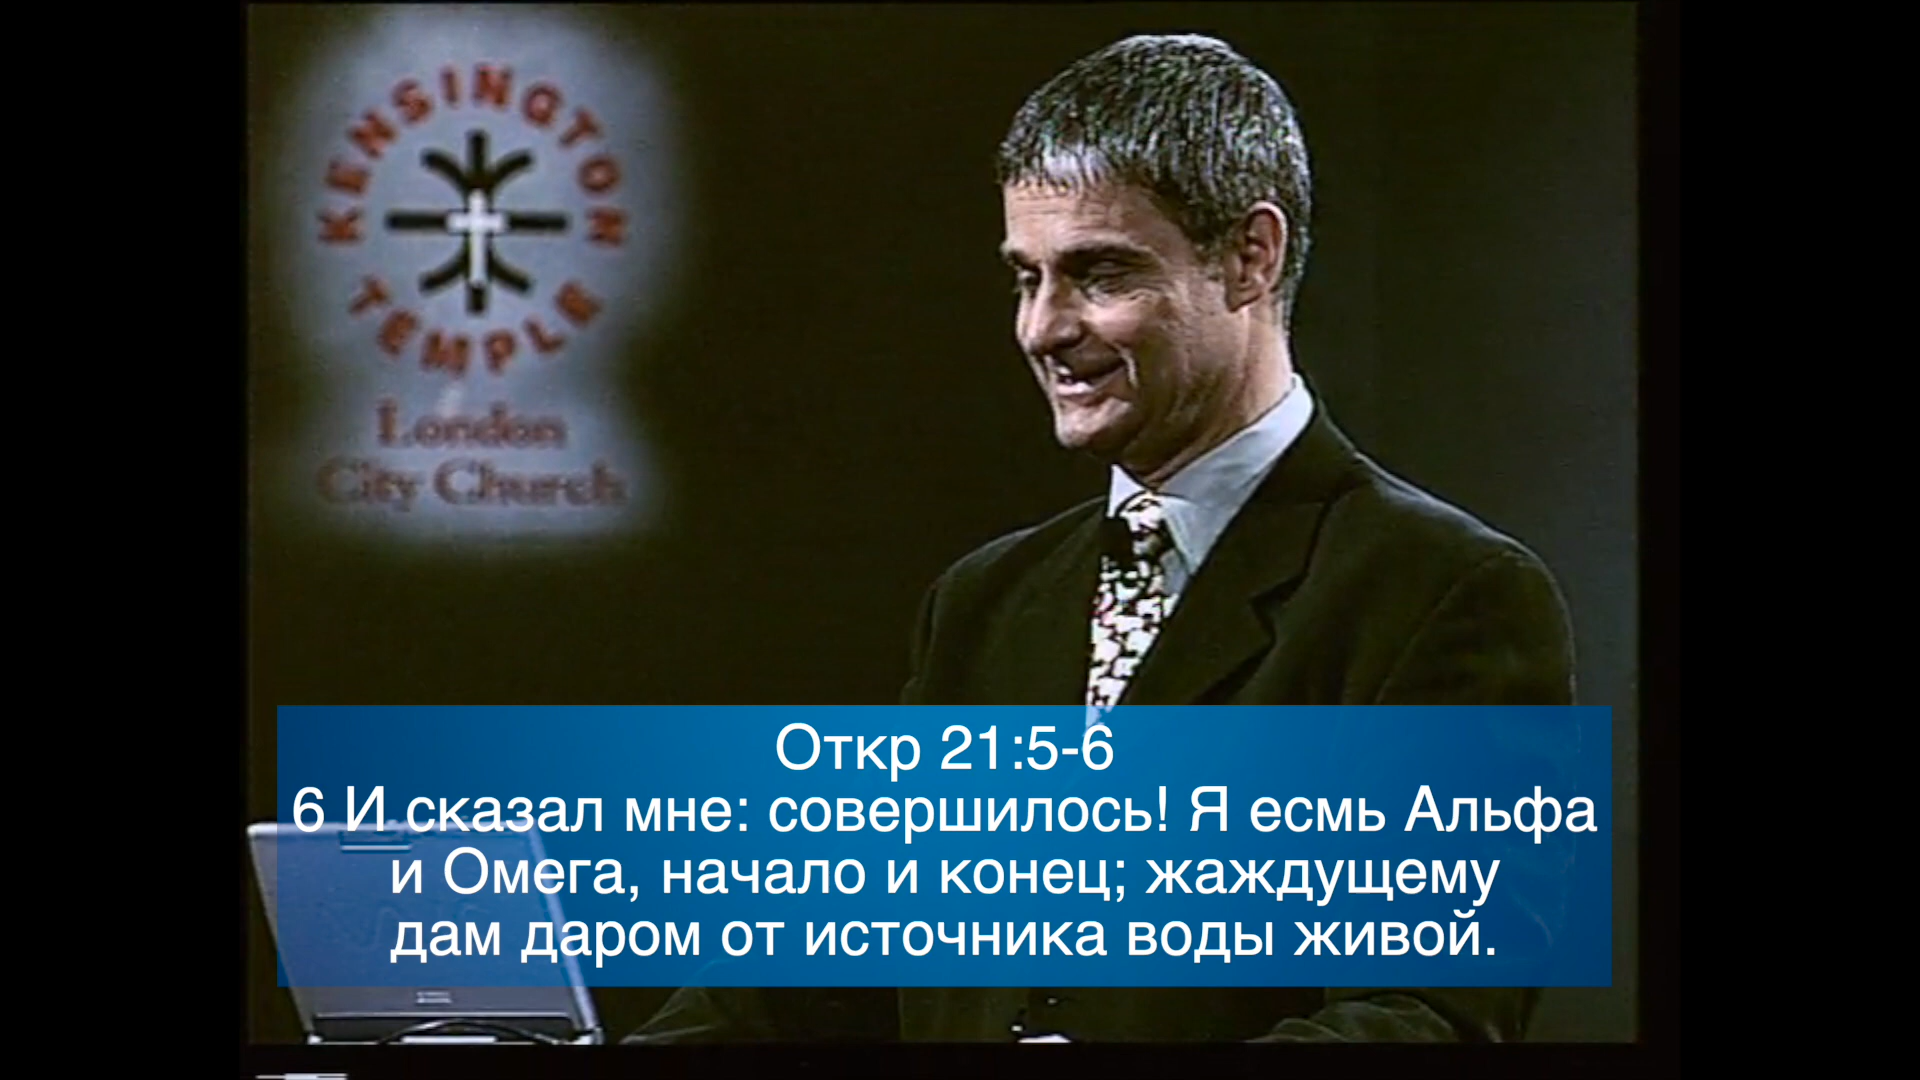 KENSINGTON
TEMPLE
London
City Church
Откр 21:5-6
6 И сказал мне: совершилось! Я есмь Альфа
и Омега, начало и конец; жаждущему
дам даром от источника воды живой.